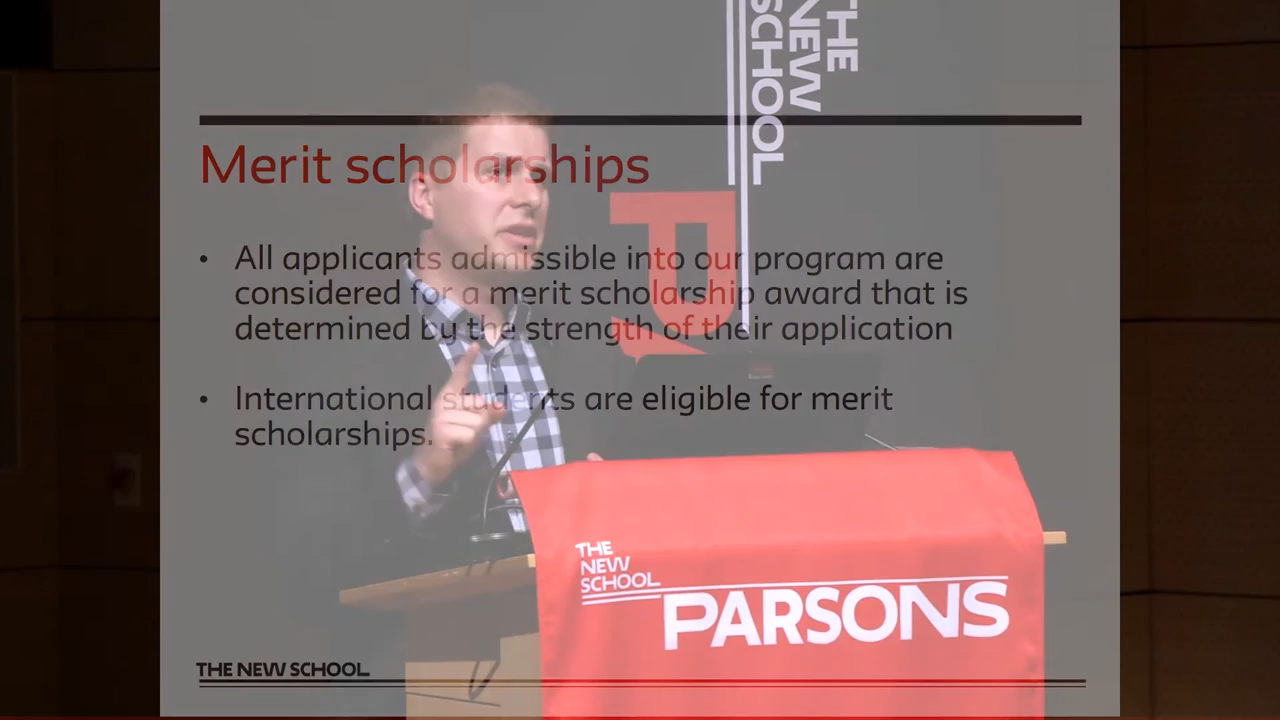 THE
NEW
SCHOOL
P
Merit scholarships
• All applicants admissible into our program are
considered for a merit scholarship award that is
determined by the strength of their application
• International students are eligible for merit
scholarships.
THE
NEW
SCHOOL
PARSONS
THE NEW SCHOOL